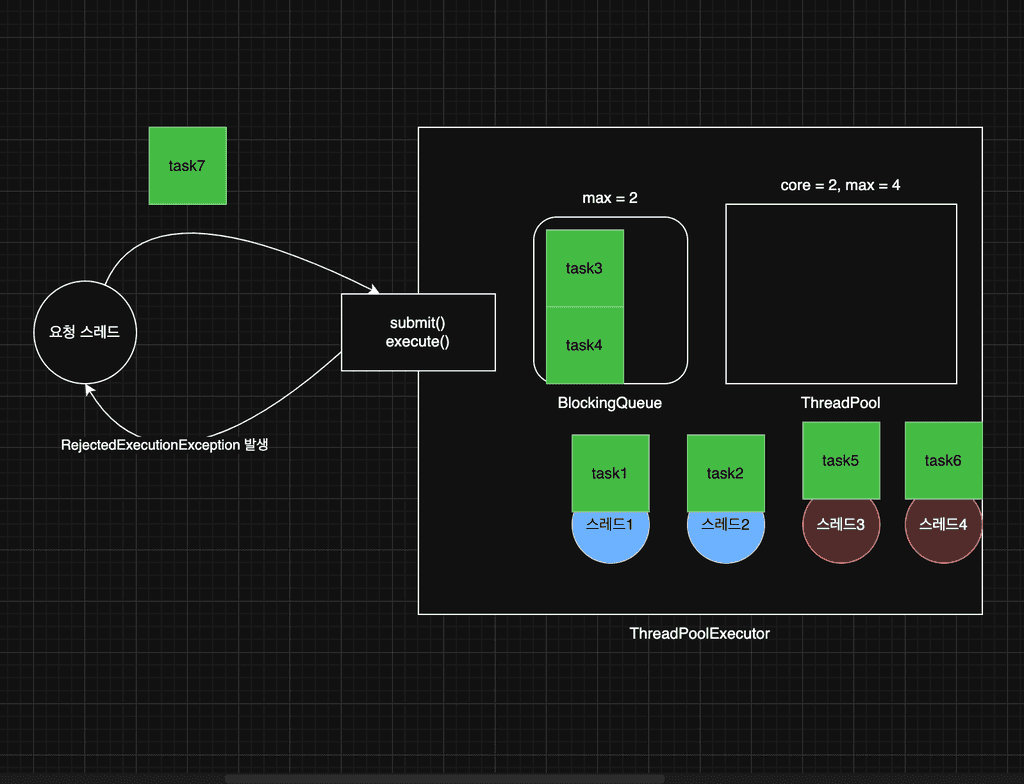 task7
요청 스레드
submit()
execute()
RejectedExecutionException 발생
max = 2
task3
task4
BlockingQueue
core = 2, max = 4
ThreadPool
task1
스레드1
task2
스레드2
task5
스레드3
task6
스레드4
ThreadPoolExecutor